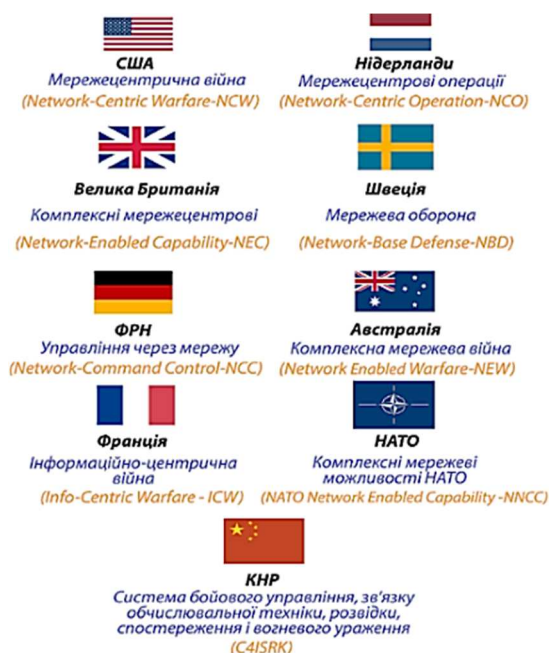 США
Мережецентрична війна
(Network-Centric Warfare-NCW)
Нідерланди
Мережецентрові операції
(Network-Centric Operation-NCO)
Велика Британія
Комплексні мережецентрові
(Network-Enabled Capability-NEC)
Швеція
Мережева оборона
(Network-Base Defense-NBD)
ФРН
Управління через мережу
(Network-Command Control-NCC)
Австралія
Комплексна мережева війна
(Network Enabled Warfare-NEW)
Франція
Інформаційно-центрична
війна
(Info-Centric Warfare - ICW)
НАТО
Комплексні мережеві
можливості НАТО
(NATO Network Enabled Capability -NNCC)
КНР
Система бойового управління, зв'язку
обчислювальної техніки, розвідки,
спостереження і вогневого ураження
(C4ISRK)